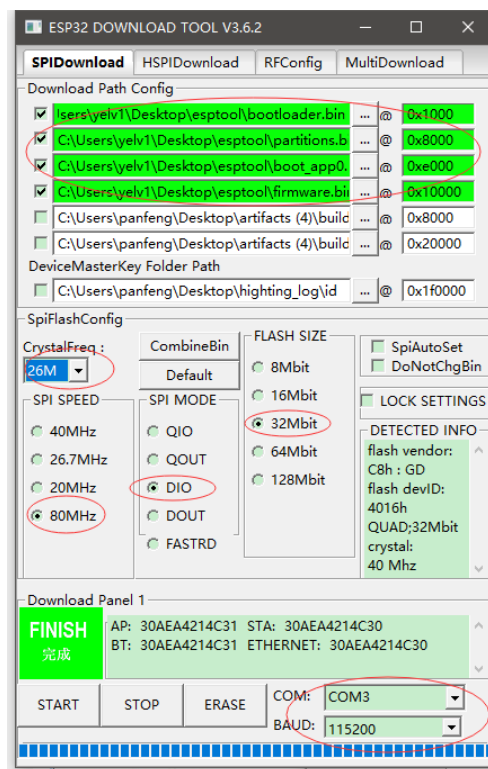 ESP32 DOWNLOAD TOOL V3.6.2
SPIDownload HSPIDownload RFConfig MultiDownload
Download Path Config
lsers\yelv1\Desktop\esptool\bootloader.bin ... @ 0x1000
C:\Users\yelv1\Desktop\esptool\partitions.b ... @ 0x8000
C:\Users\yelv1\Desktop\esptool\boot_app0. ... @ 0xe000
C:\Users\yelv1\Desktop\esptool\firmware.bin ... @ 0x10000
C:\Users\panfeng\Desktop\artifacts (4)\build ... @ 0x8000
C:\Users\panfeng\Desktop\artifacts (4)\build ... @ 0x20000
DeviceMasterKey Folder Path
C:\Users\panfeng\Desktop\highting_log\id ... @ 0x1f0000
SpiFlashConfig
CrystalFreq :
26M
CombineBin
Default
SPI SPEED
40MHz
26.7MHz
20MHz
80MHz
SPI MODE
QIO
QOUT
DIO
DOUT
FASTRD
FLASH SIZE
8Mbit
16Mbit
32Mbit
64Mbit
128Mbit
SpiAutoSet
DoNotChgBin
LOCK SETTINGS
DETECTED INFO
flash vendor:
C8h : GD
flash devID:
4016h
QUAD;32Mbit
crystal:
40 Mhz
Download Panel 1
FINISH
完成
AP: 30AEA4214C31 STA: 30AEA4214C30
BT: 30AEA4214C31 ETHERNET: 30AEA4214C30
START STOP ERASE
COM: COM3
BAUD: 115200